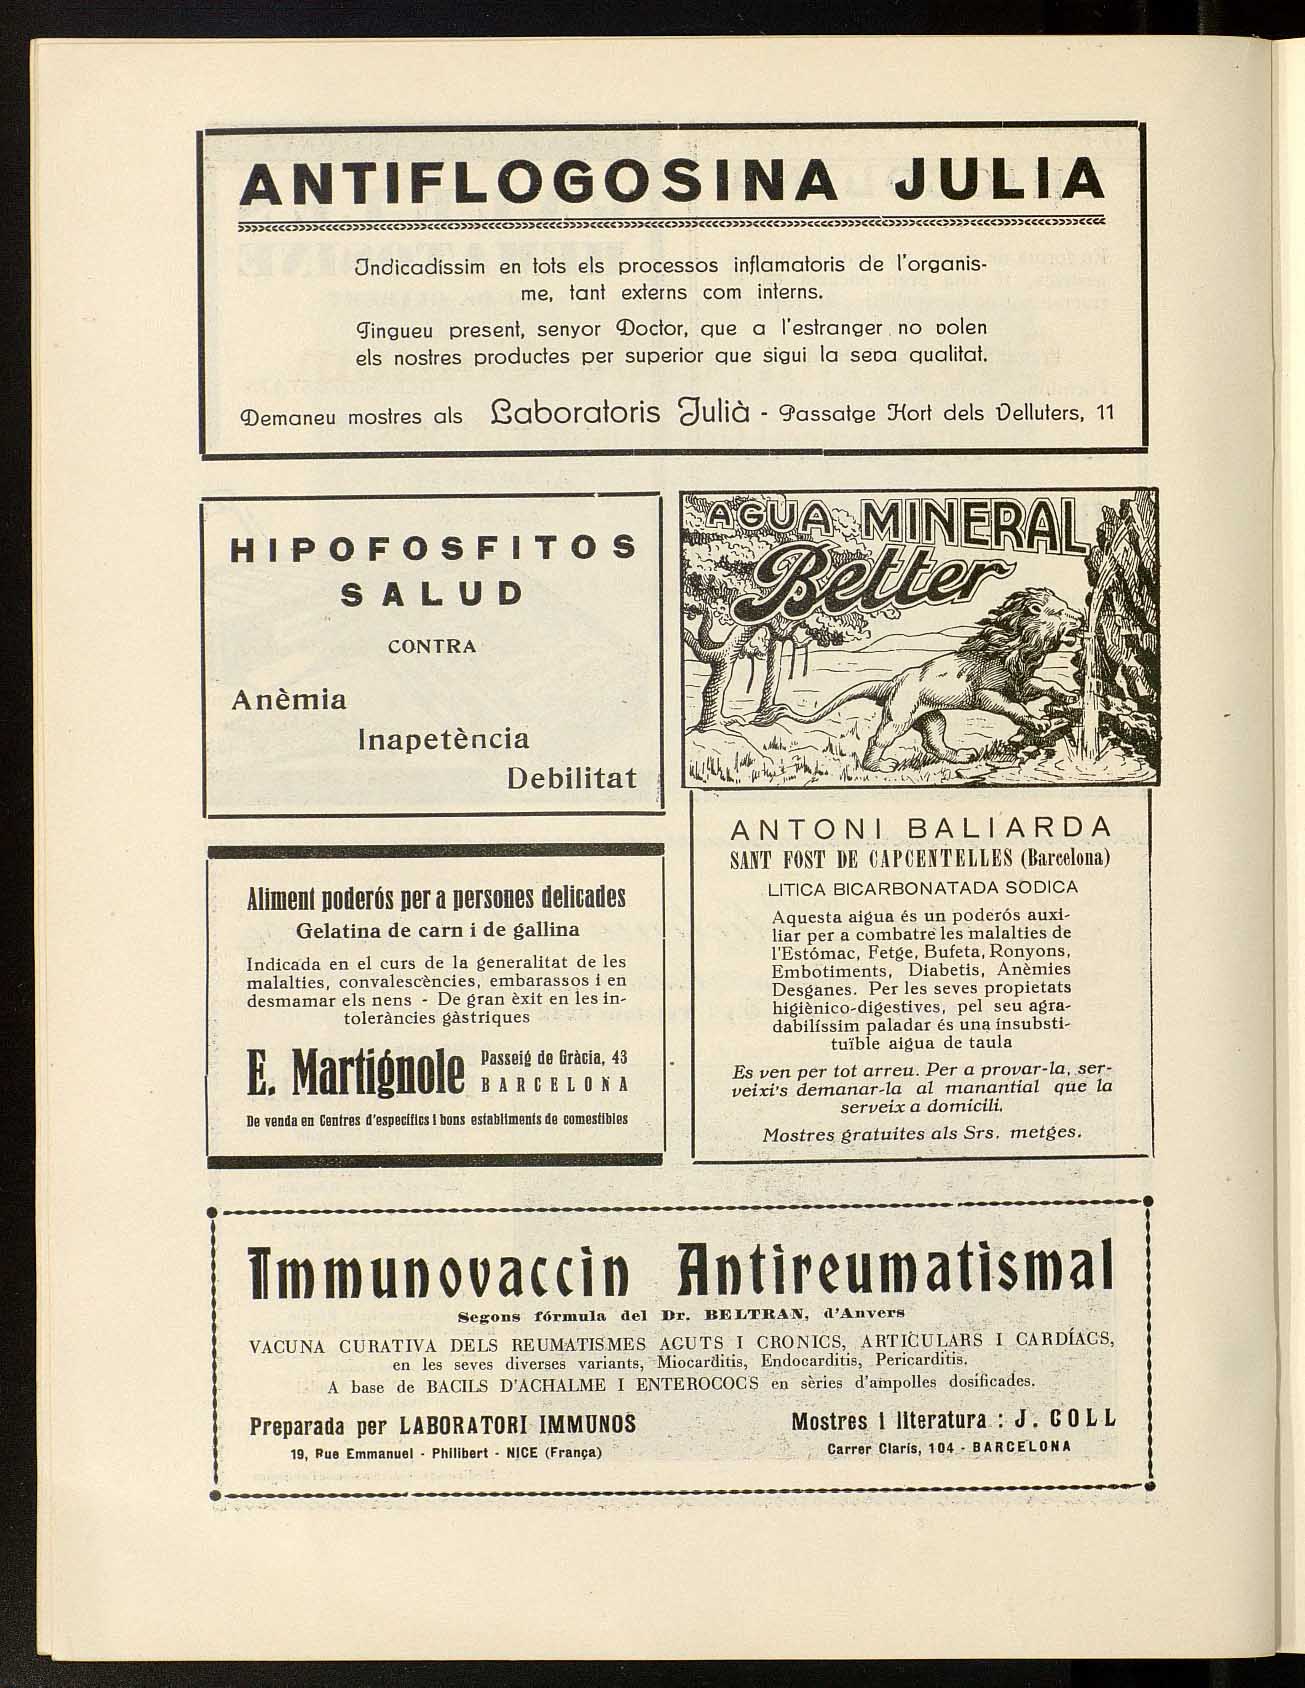 ANTIFLOGOSINA JULIA
Indicadíssim en tots els processos inflamatoris de l'organis-
me, tant externs com interns.
Tingueu present, senyor Doctor, que a l'estranger no volen
els nostres productes per superior que sigui la seva qualitat.
Demaneu mostres als Laboratoris Julià - Passatge Hort dels Velluters, 11
HIPOFOSFITOS
SALUD
CONTRA
Anèmia
Inapetència
Debilitat
Aliment poderós per a persones delicades
Gelatina de carn i de gallina
Indicada en el curs de la generalitat de les
malalties, convalescències, embarassos i en
desmamar els nens - De gran èxit en les in-
toleràncies gàstriques
E. Martignole Passeig de Gràcia, 43
BARCELONA
De venda en Centres d'específics i bons establiments de comestibles
AGUA MINERAL
Better
ANTONI BALIARDA
SANT FOST DE CAPCENTELLES (Barcelona)
LITICA BICARBONATADA SODICA
Aquesta aigua és un poderós auxi-
liar per a combatre les malalties de
l'Estómac, Fetge, Bufeta, Ronyons,
Embotiments, Diabetis, Anèmies
Desganes. Per les seves propietats
higiènico-digestives, pel seu agra-
dabilíssim paladar és una insubsti-
tuïble aigua de taula
Es ven per tot arreu. Per a provar-la, ser-
veixi's demanar-la al manantial que la
serveix a domicili.
Mostres gratuites als Srs. metges.
Immunovaccin Antireumatismal
Segons fórmula del Dr. BELTRAN, d'Anvers
VACUNA CURATIVA DELS REUMATISMES AGUTS I CRONICS, ARTICULARS I CARDÍACS,
en les seves diverses variants, Miocarditis, Endocarditis, Pericarditis.
A base de BACILS D'ACHALME I ENTEROCOCS en sèries d'ampolles dosificades.
Preparada per LABORATORI IMMUNOS
19, Rue Emmanuel - Philibert - NICE (França)
Mostres i literatura : J. COLL
Carrer Clarís, 104 - BARCELONA